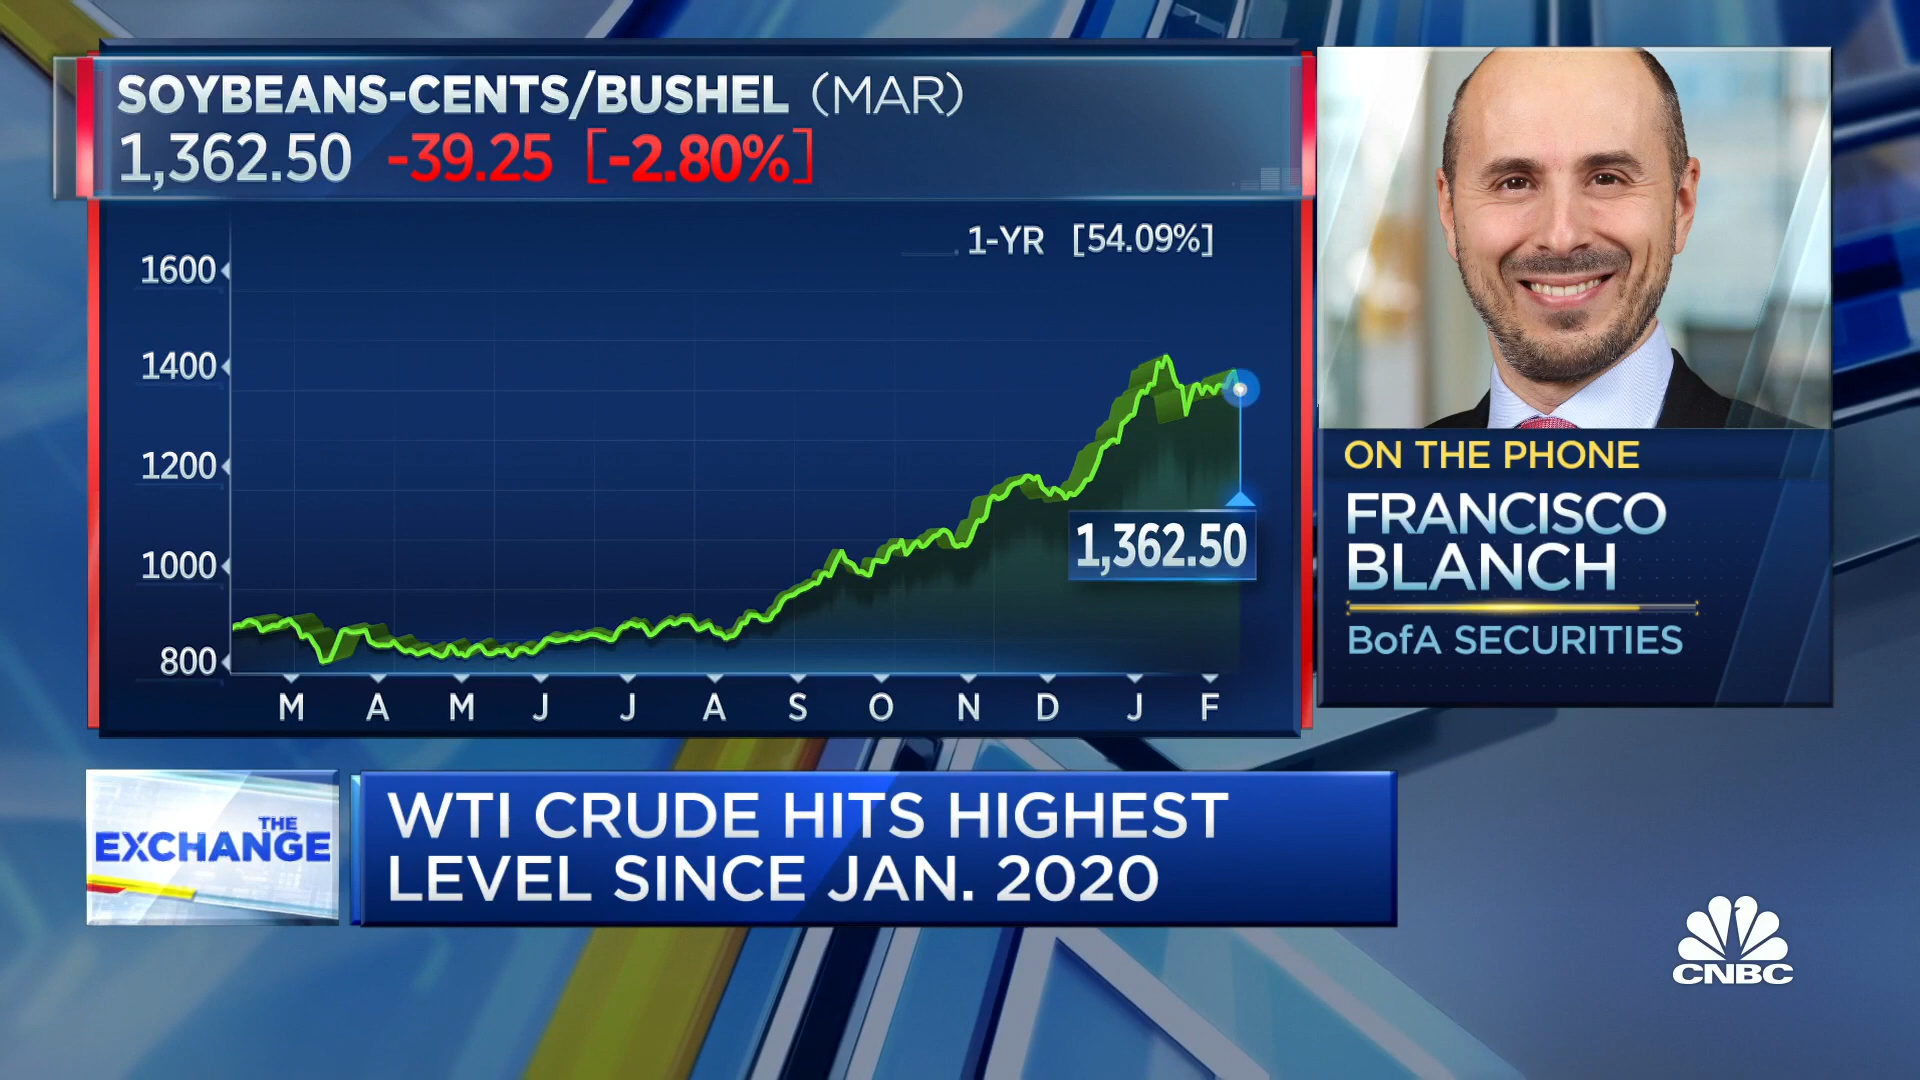 SOYBEANS-CENTS/BUSHEL (MAR)
1,362.50 -39.25 [-2.80%]
1-YR [54.09%]
1600
1400
1200
1000
800
1,362.50
M A M J J A S O N D J F
ON THE PHONE
FRANCISCO
BLANCH
BofA SECURITIES
THE
EXCHANGE
WTI CRUDE HITS HIGHEST
LEVEL SINCE JAN. 2020
CNBC